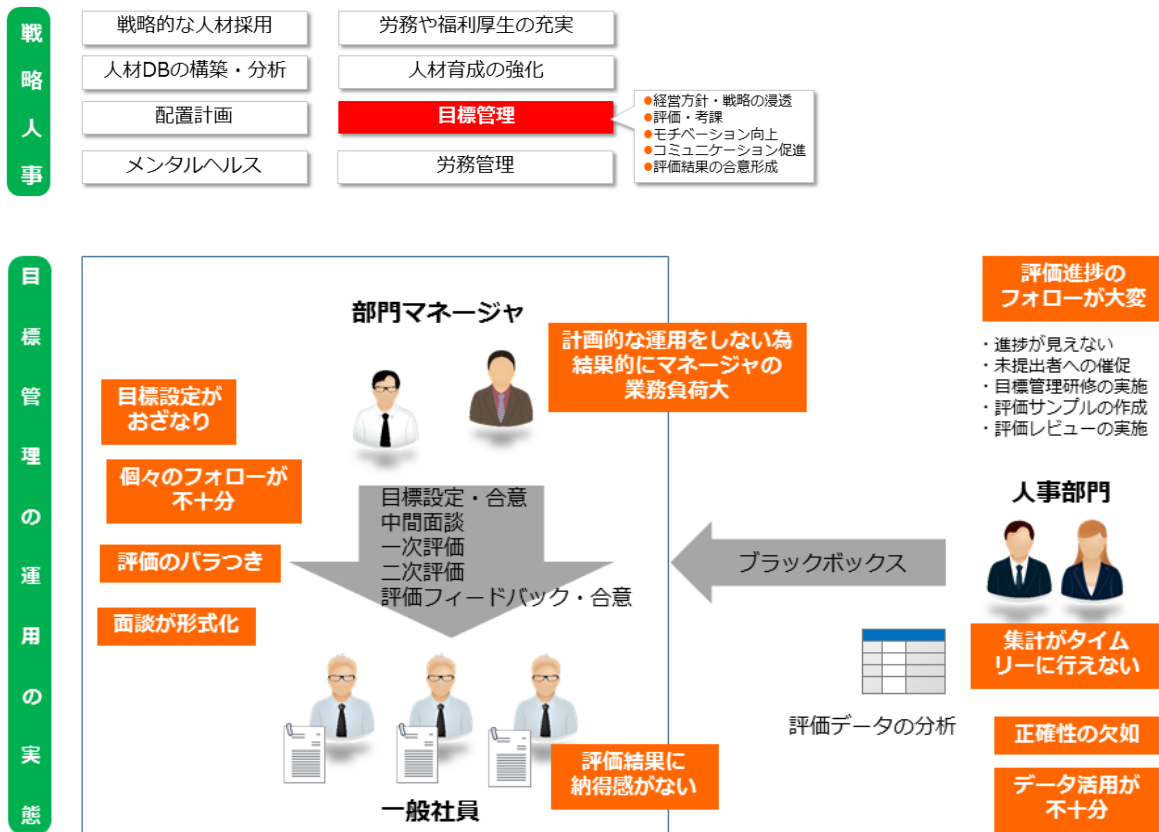 戦略人事
戦略的な人材採用
労務や福利厚生の充実
人材DBの構築・分析
人材育成の強化
配置計画
目標管理
メンタルヘルス
労務管理
●経営方針・戦略の浸透
●評価・考課
●モチベーション向上
●コミュニケーション促進
●評価結果の合意形成
目標管理の運用の実態
部門マネージャ
計画的な運用をしない為
結果的にマネージャの
業務負荷大
目標設定が
おざなり
個々のフォローが
不十分
評価のバラつき
面談が形式化
目標設定・合意
中間面談
一次評価
二次評価
評価フィードバック・合意
評価結果に
納得感がない
一般社員
ブラックボックス
評価進捗の
フォローが大変
・進捗が見えない
・未提出者への催促
・目標管理研修の実施
・評価サンプルの作成
・評価レビューの実施
人事部門
集計がタイム
リーに行えない
評価データの分析
正確性の欠如
データ活用が
不十分